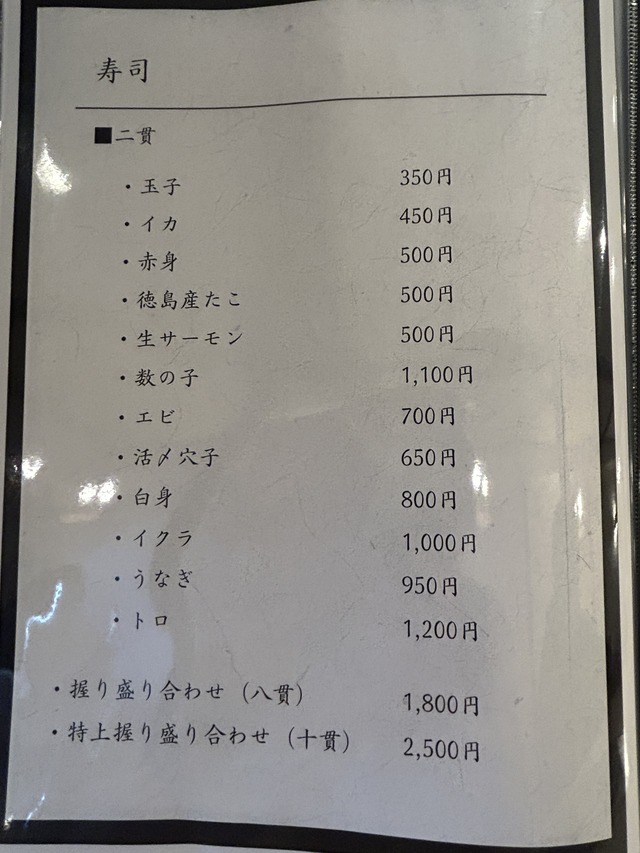 寿司
■二貫
・玉子 350円
・イカ 450円
・赤身 500円
・徳島産たこ 500円
・生サーモン 500円
・数の子 1,100円
・エビ 700円
・活〆穴子 650円
・白身 800円
・イクラ 1,000円
・うなぎ 950円
・トロ 1,200円
・握り盛り合わせ（八貫） 1,800円
・特上握り盛り合わせ（十貫） 2,500円